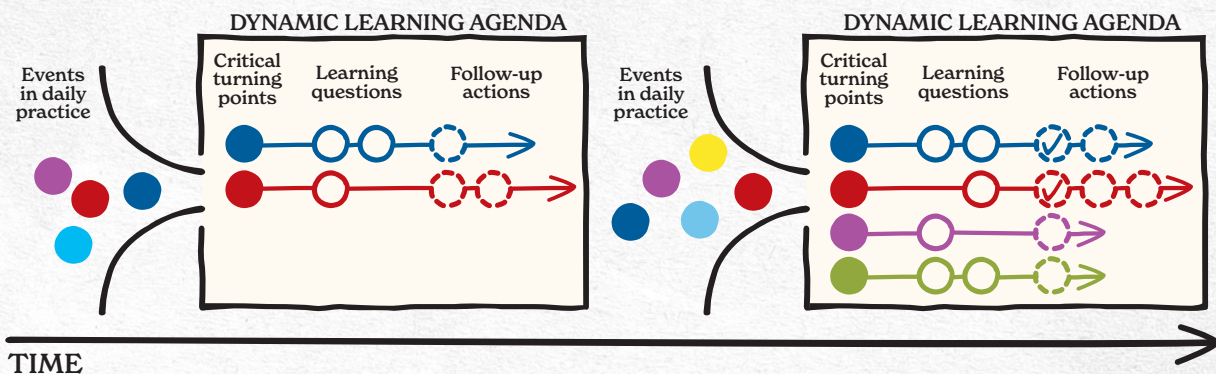 DYNAMIC LEARNING AGENDA
Events
in daily
practice
Critical
turning
points
Learning
questions
Follow-up
actions
DYNAMIC LEARNING AGENDA
Events
in daily
practice
Critical
turning
points
Learning
questions
Follow-up
actions
TIME